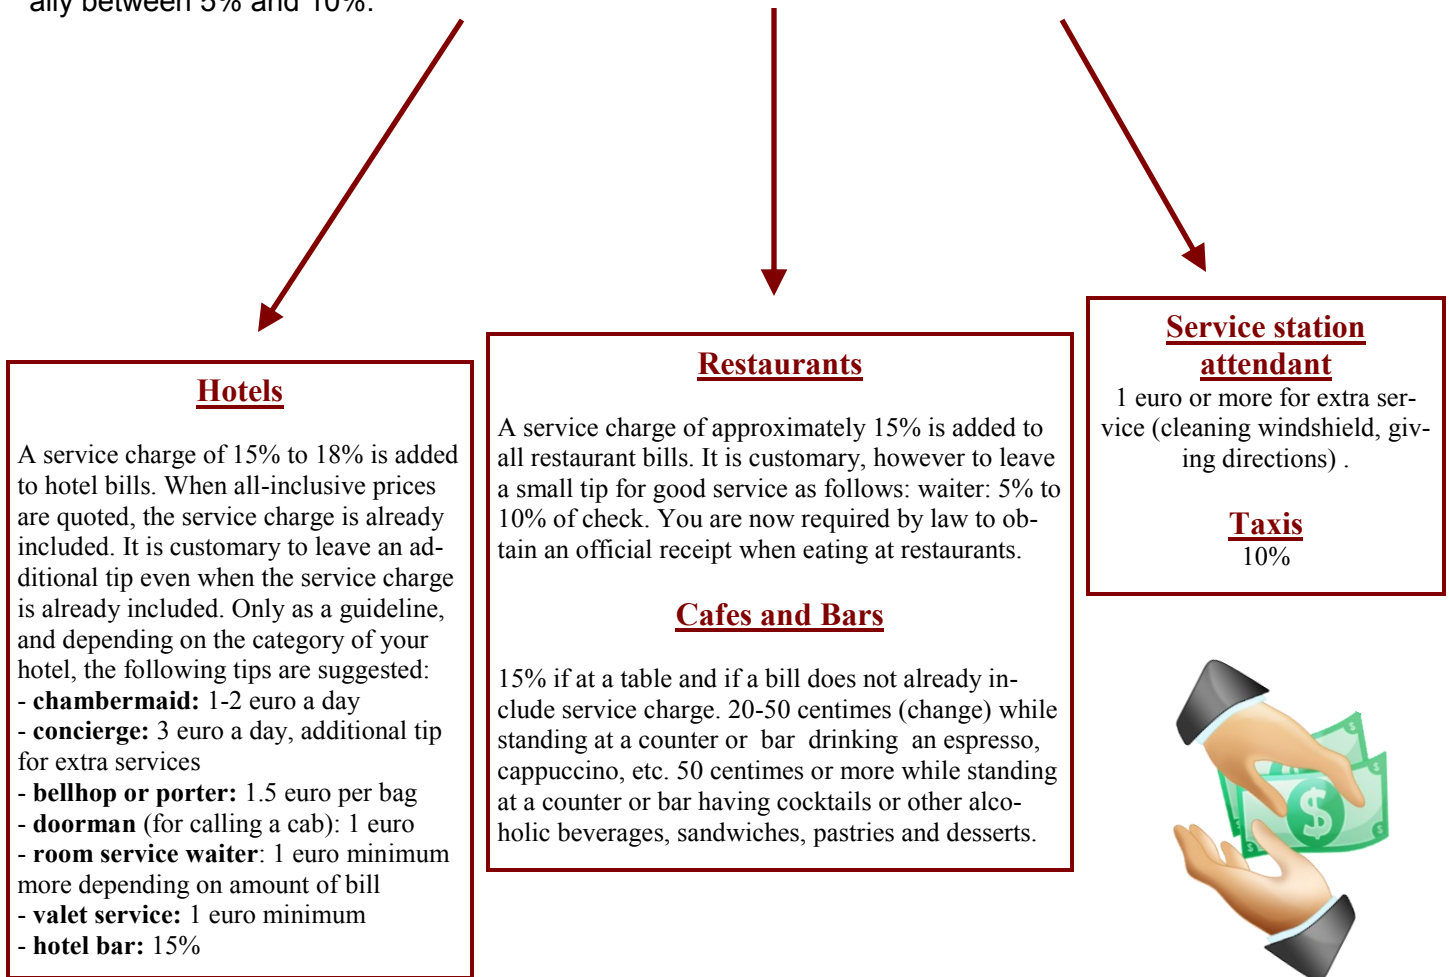 ally between 5% and 10%.
Hotels
A service charge of 15% to 18% is added
to hotel bills. When all-inclusive prices
are quoted, the service charge is already
included. It is customary to leave an ad-
ditional tip even when the service charge
is already included. Only as a guideline,
and depending on the category of your
hotel, the following tips are suggested:
- chambermaid: 1-2 euro a day
- concierge: 3 euro a day, additional tip
for extra services
- bellhop or porter: 1.5 euro per bag
- doorman (for calling a cab): 1 euro
- room service waiter: 1 euro minimum
more depending on amount of bill
- valet service: 1 euro minimum
- hotel bar: 15%
Restaurants
A service charge of approximately 15% is added to
all restaurant bills. It is customary, however to leave
a small tip for good service as follows: waiter: 5% to
10% of check. You are now required by law to ob-
tain an official receipt when eating at restaurants.
Cafes and Bars
15% if at a table and if a bill does not already in-
clude service charge. 20-50 centimes (change) while
standing at a counter or bar drinking an espresso,
cappuccino, etc. 50 centimes or more while standing
at a counter or bar having cocktails or other alco-
holic beverages, sandwiches, pastries and desserts.
Service station
attendant
1 euro or more for extra ser-
vice (cleaning windshield, giv-
ing directions) .
Taxis
10%
$